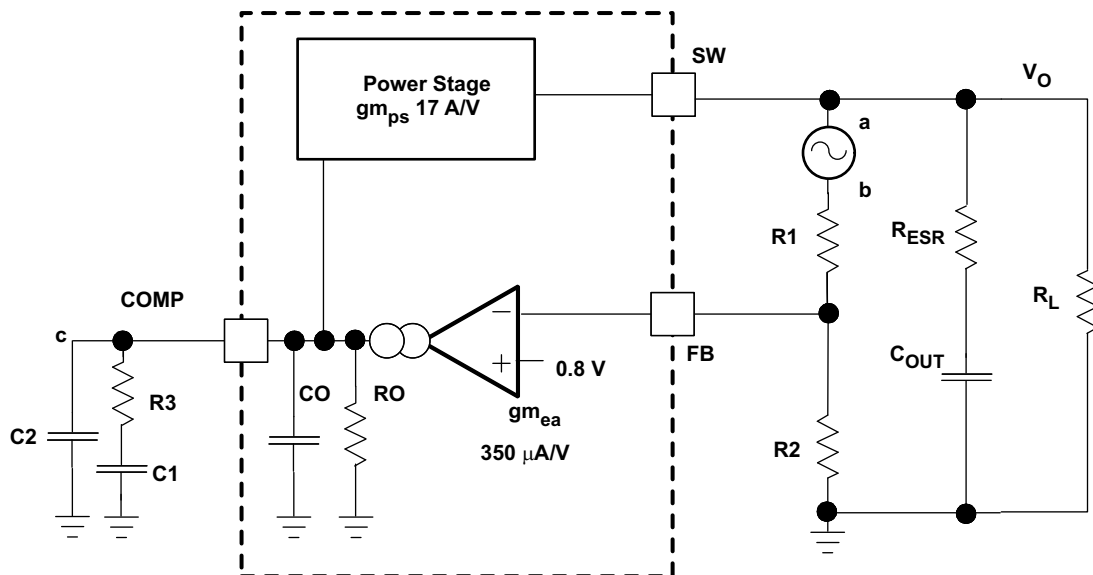 SW
Power Stage
gmps 17 A/V
VO
a
b
R1
RESR
RL
COMP
c
FB
0.8 V
COUT
CO
RO
gmea
350 μA/V
R3
C2
C1
R2